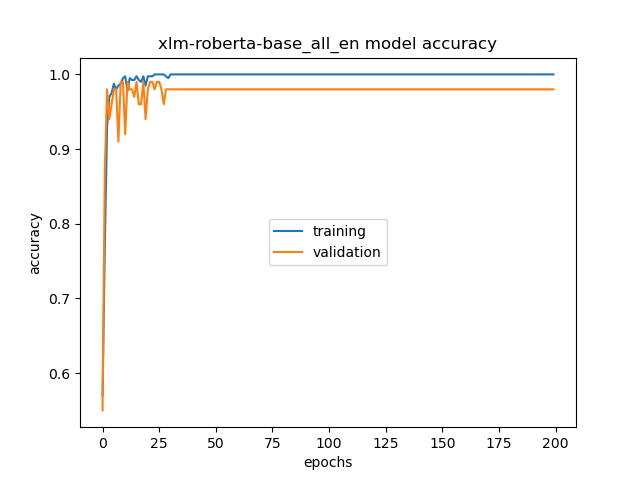 xlm-roberta-base_all_en model accuracy
1.0
0.9
0.8
0.7
0.6
accuracy
training
validation
0 25 50 75 100 125 150 175 200
epochs